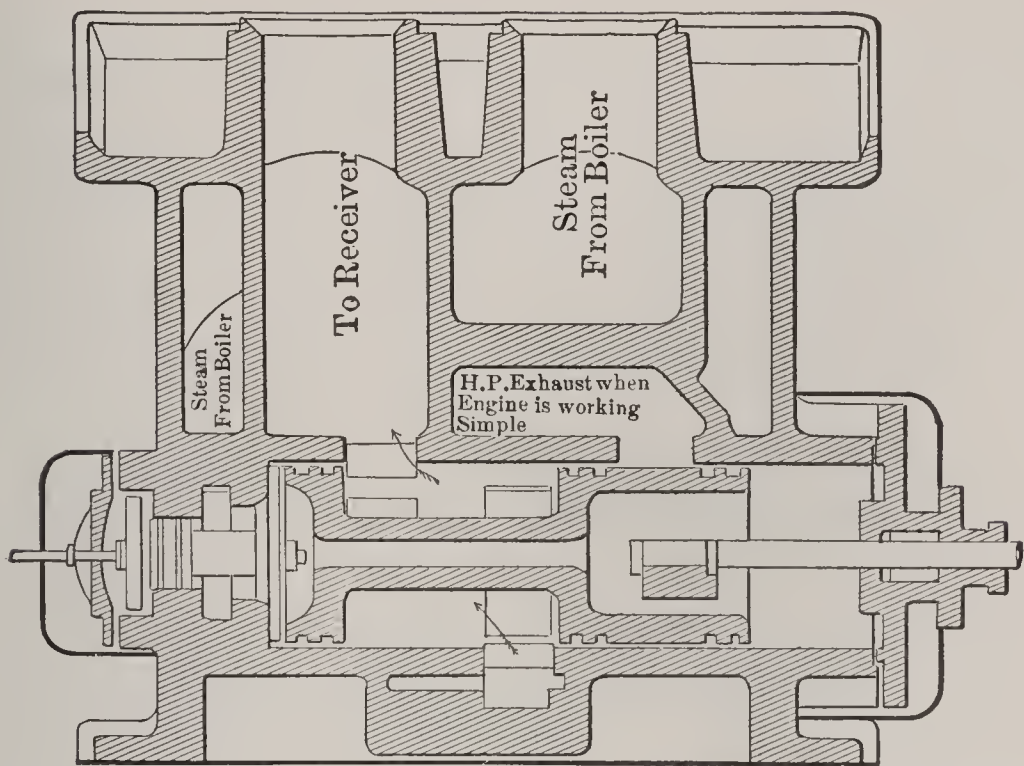 To Receiver
Steam
From Boiler
Steam
From Boiler
H.P.Exhaust when
Engine is working
Simple